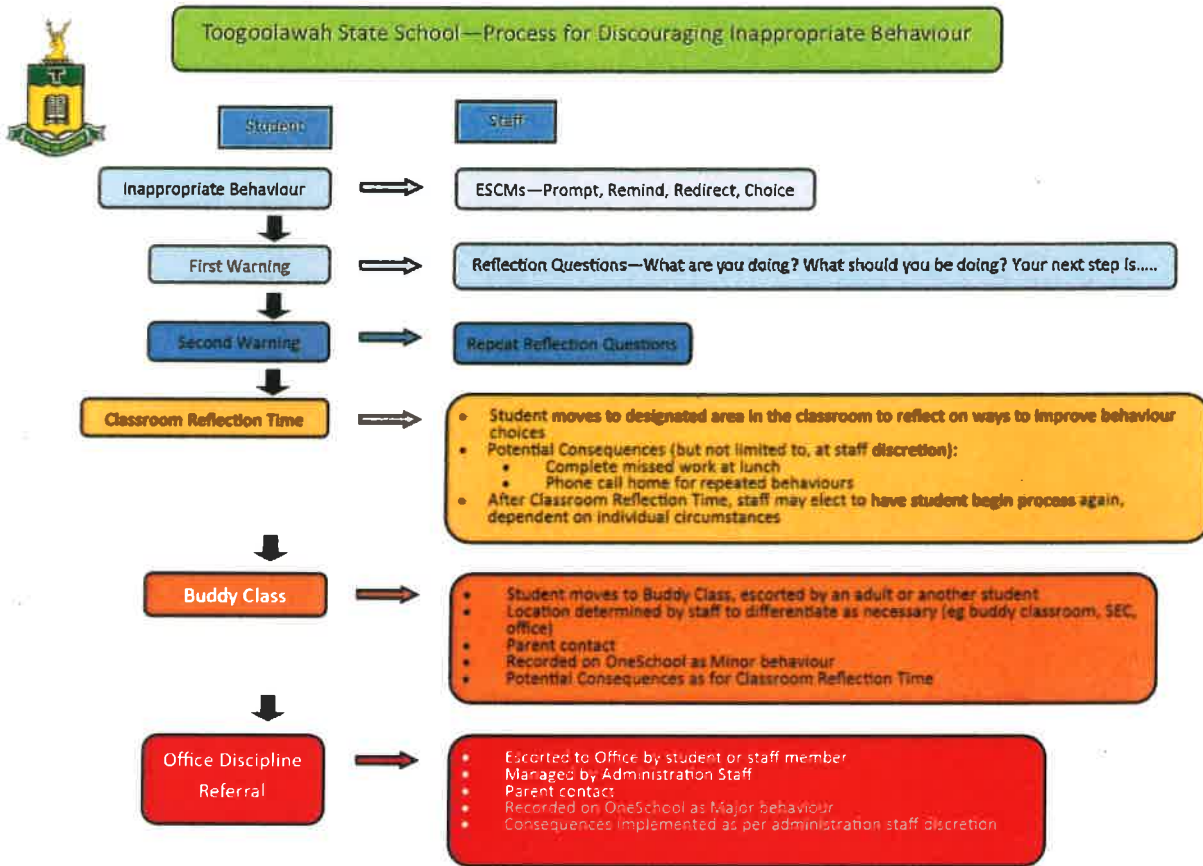 Toogoolawah State School—Process for Discouraging Inappropriate Behaviour
T
Student
Staff
Inappropriate Behaviour
ESCMs—Prompt, Remind, Redirect, Choice
First Warning
Reflection Questions—What are you doing? What should you be doing? Your next step is.....
Second Warning
Repeat Reflection Questions
Classroom Reflection Time
• Student moves to designated area in the classroom to reflect on ways to improve behaviour
choices
• Potential Consequences (but not limited to, at staff discretion):
• Complete missed work at lunch
• Phone call home for repeated behaviours
• After Classroom Reflection Time, staff may elect to have student begin process again,
dependent on individual circumstances
Buddy Class
• Student moves to Buddy Class, escorted by an adult or another student
• Location determined by staff to differentiate as necessary (eg buddy classroom, SEC,
office)
• Parent contact
• Recorded on OneSchool as Minor behaviour
• Potential Consequences as for Classroom Reflection Time
Office Discipline
Referral
• Escorted to Office by student or staff member
• Managed by Administration Staff
• Parent contact
• Recorded on OneSchool as Major behaviour
• Consequences implemented as per administration staff discretion